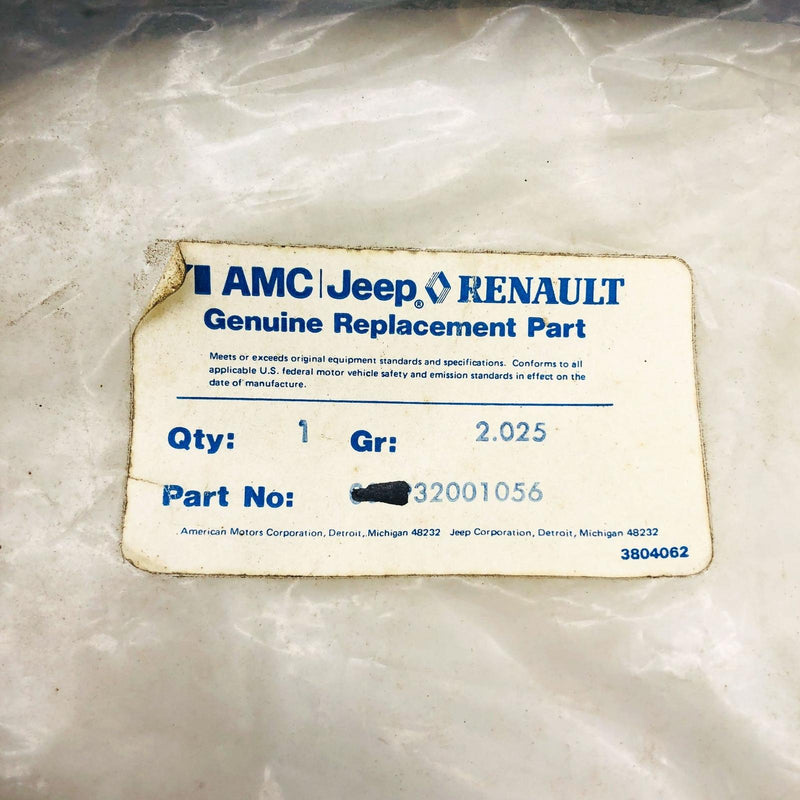 AMC | Jeep® RENAULT
Genuine Replacement Part
Meets or exceeds original equipment standards and specifications. Conforms to all
applicable U.S. federal motor vehicle safety and emission standards in effect on the
date of manufacture.
Qty: 1 Gr: 2.025
Part No: 32001056
American Motors Corporation, Detroit, Michigan 48232 Jeep Corporation, Detroit, Michigan 48232
3804062